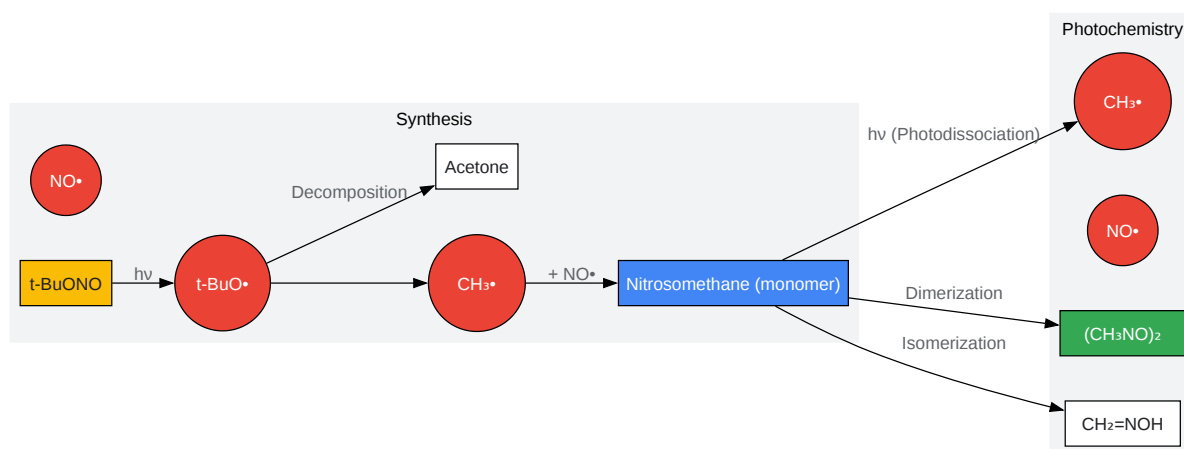 Photochemistry
CH₃•
hν (Photodissociation)
Synthesis
Acetone
NO•
Decomposition
NO•
t-BuONO
hν
t-BuO•
CH₃•
+ NO•
Nitrosomethane (monomer)
Dimerization
(CH₃NO)₂
Isomerization
CH₂=NOH